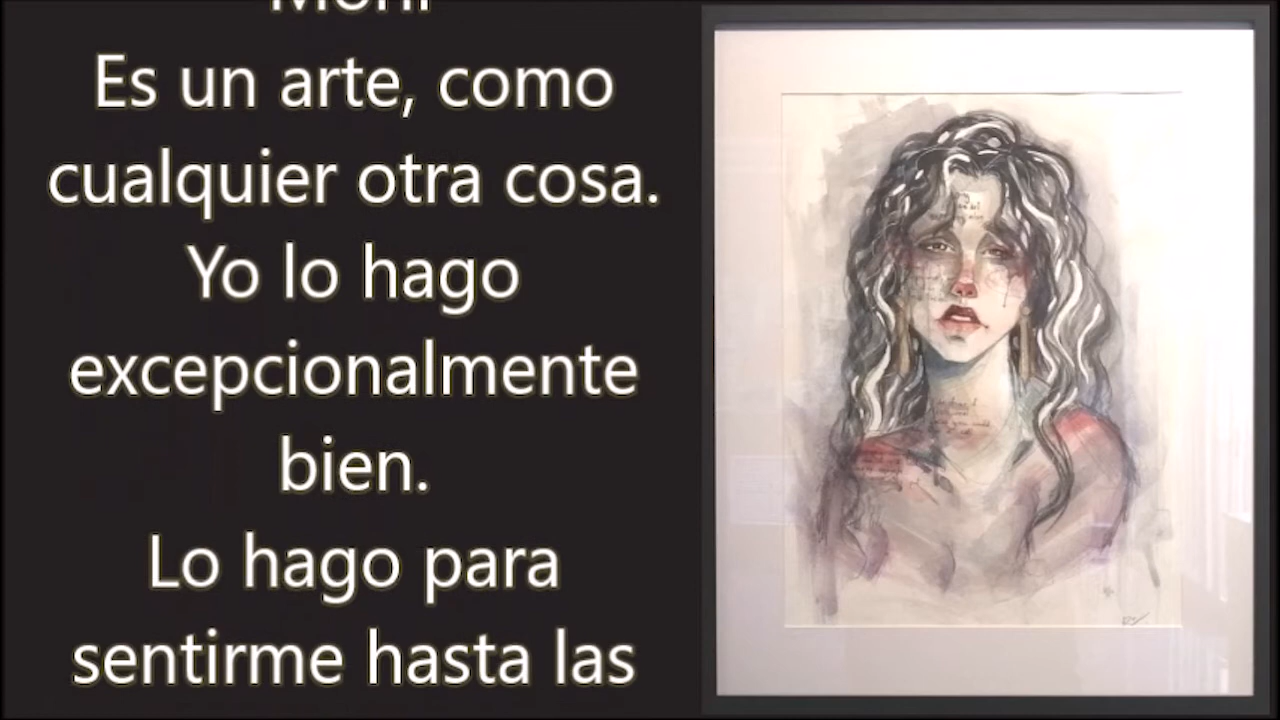 Es un arte, como
cualquier otra cosa.
Yo lo hago
excepcionalmente
bien.
Lo hago para
sentirme hasta las